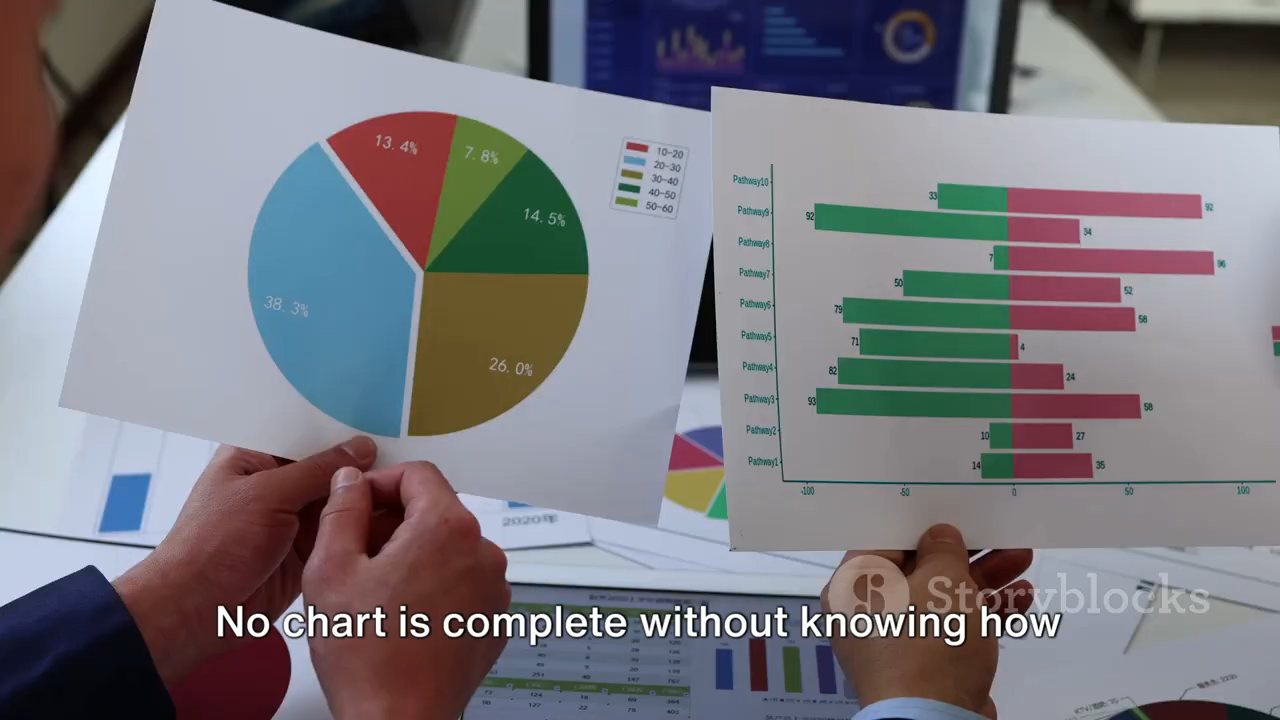 13.4%
7.8%
14.5%
38.3%
26.0%
10-20
20-30
30-40
40-50
50-60
Pathway10
Pathway9
Pathway8
Pathway7
Pathway6
Pathway5
Pathway4
Pathway3
Pathway2
Pathway1
33 92
92 34
7 96
50 52
79 56
71 4
82 24
93 58
10 27
14 35
-100 -50 0 50 100
Storyblocks
No chart is complete without knowing how